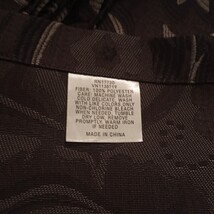 FIBER: 100% POLYESTER
CARE: MACHINE WASH
COLD DELICATE, WASH
WITH LIKE COLORS ONLY
NON-CHLORINE BLEACH
WHEN NEEDED, TUMBLE
DRY LOW. REMOVE
PROMPTLY, WARM IRON
IF NEEDED
MADE IN CHINA